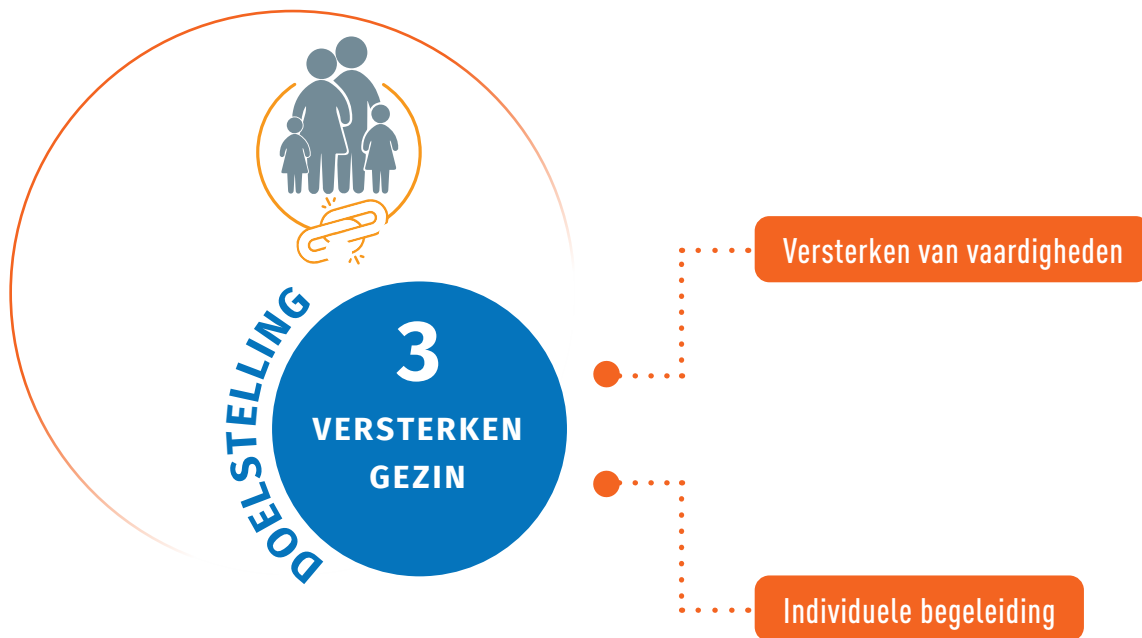 DOELSTELLING
3
VERSTERKEN
GEZIN
Versterken van vaardigheden
Individuele begeleiding